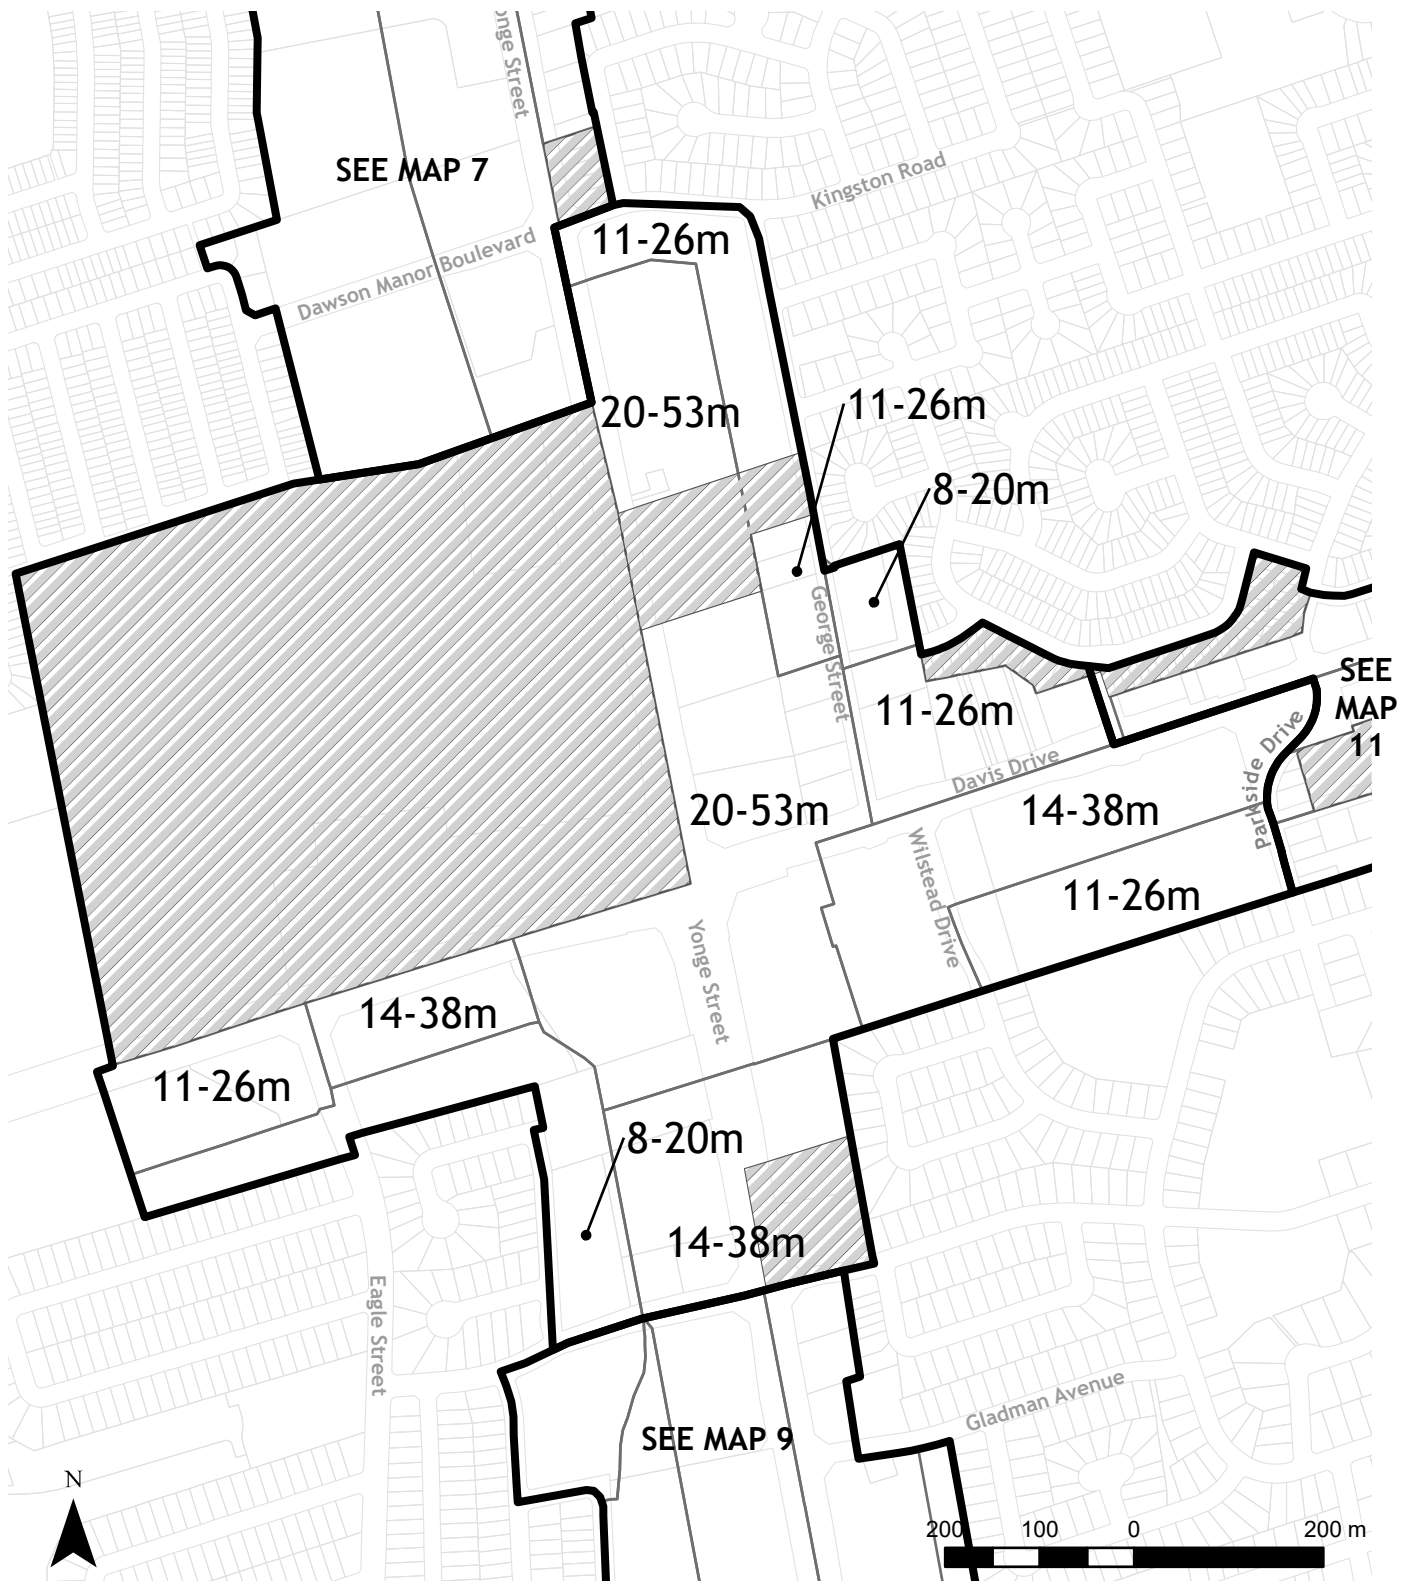 onge Street
SEE MAP 7
Kingston Road
11-26m
Dawson Manor Boulevard
20-53m
11-26m
8-20m
George Street
SEE
MAP
11
11-26m
Davis Drive
Parkside Drive
20-53m
14-38m
Wilstead Drive
11-26m
Yonge Street
14-38m
11-26m
8-20m
14-38m
Eagle Street
Gladman Avenue
SEE MAP 9
N
200 100 0 200 m